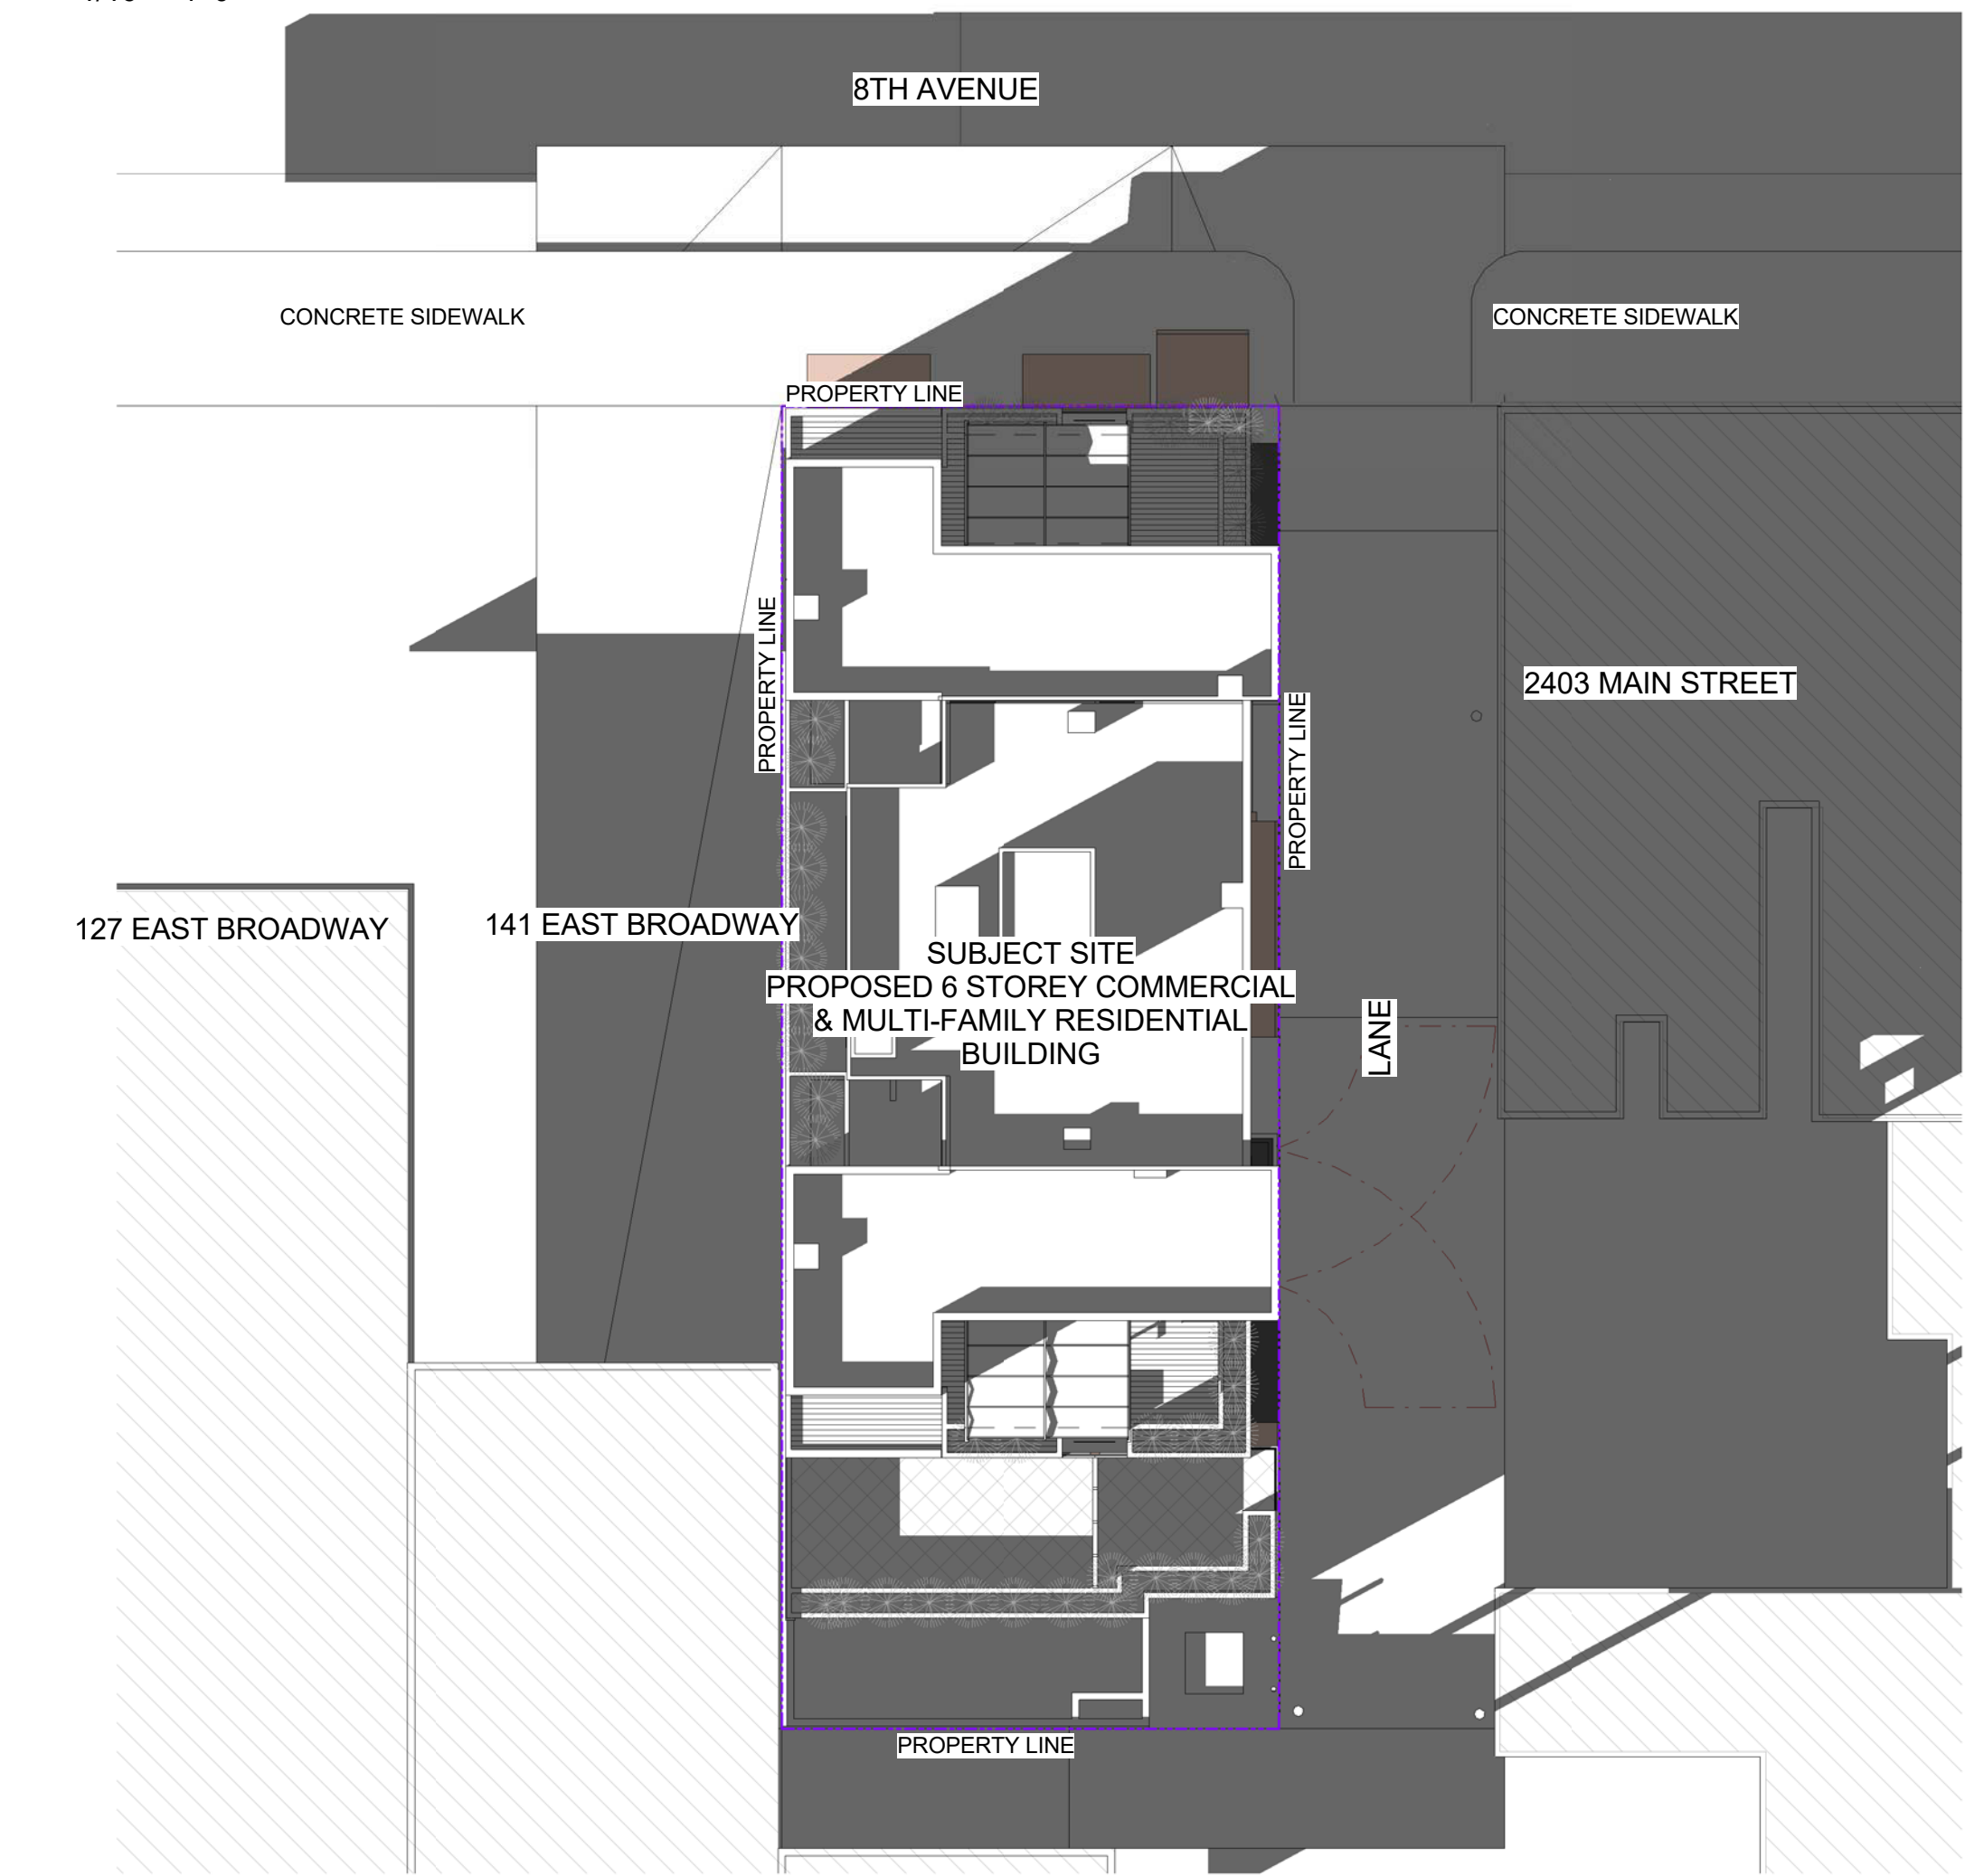 8TH AVENUE
CONCRETE SIDEWALK
CONCRETE SIDEWALK
PROPERTY LINE
PROPERTY LINE
PROPERTY LINE
2403 MAIN STREET
127 EAST BROADWAY
141 EAST BROADWAY
SUBJECT SITE
PROPOSED 6 STOREY COMMERCIAL
& MULTI-FAMILY RESIDENTIAL
BUILDING
LANE
PROPERTY LINE